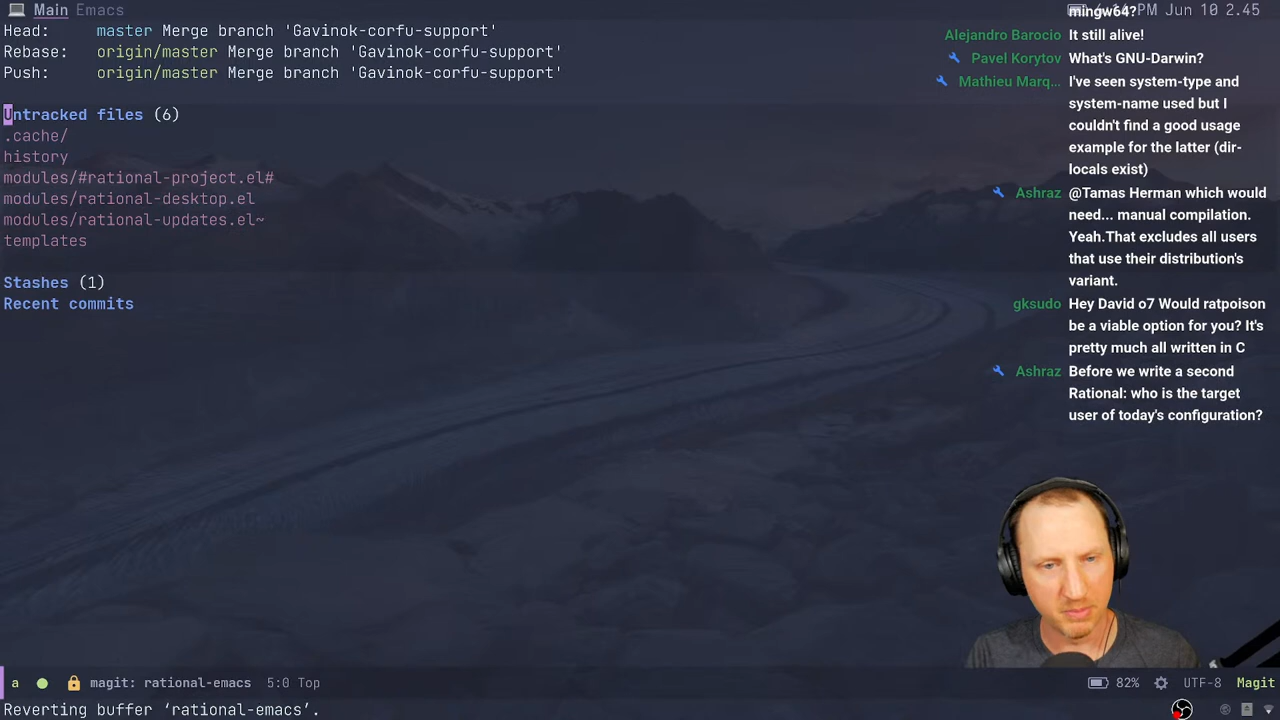 Main Emacs
PM Jun 10 2.45
Head: master Merge branch 'Gavinok-corfu-support'
Rebase: origin/master Merge branch 'Gavinok-corfu-support'
Push: origin/master Merge branch 'Gavinok-corfu-support'
Untracked files (6)
.cache/
history
modules/#rational-project.el#
modules/rational-desktop.el
modules/rational-updates.el~
templates
Stashes (1)
Recent commits
mingw64?
Alejandro Barocio It still alive!
Pavel Korytov What's GNU-Darwin?
Mathieu Marq... I've seen system-type and
system-name used but I
couldn't find a good usage
example for the latter (dir-
locals exist)
Ashraz @Tamas Herman which would
need... manual compilation.
Yeah.That excludes all users
that use their distribution's
variant.
gksudo Hey David o7 Would ratpoison
be a viable option for you? It's
pretty much all written in C
Ashraz Before we write a second
Rational: who is the target
user of today's configuration?
a magit: rational-emacs 5:0 Top
82% UTF-8 Magit
Reverting buffer ‘rational-emacs’.